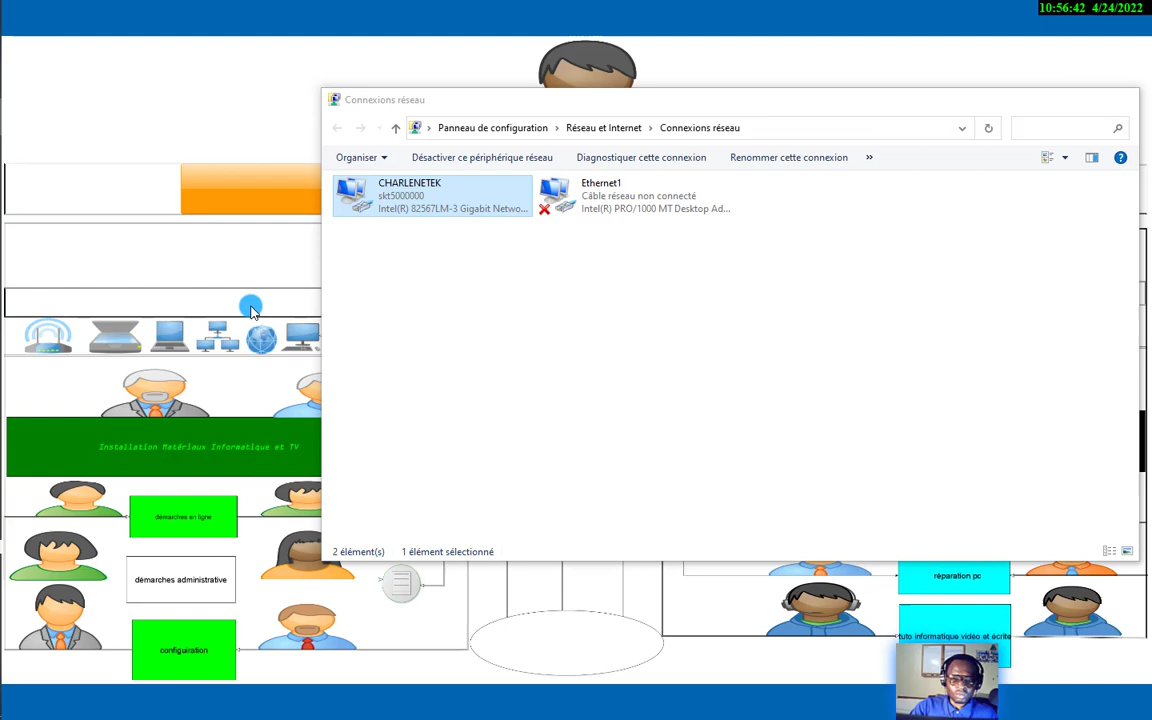 10:56:42 4/24/2022
Connexions réseau
Panneau de configuration > Réseau et Internet > Connexions réseau
Organiser Désactiver ce périphérique réseau Diagnostiquer cette connexion Renommer cette connexion »
CHARLENETEK
skt5000000
Intel(R) 82567LM-3 Gigabit Netwo...
Ethernet1
Câble réseau non connecté
Intel(R) PRO/1000 MT Desktop Ad...
Installation Matériaux Informatique et TV
démarches en ligne
2 élément(s) 1 élément sélectionné
démarches administrative
réparation pc
tuto informatique vidéo et écrite
configuiration